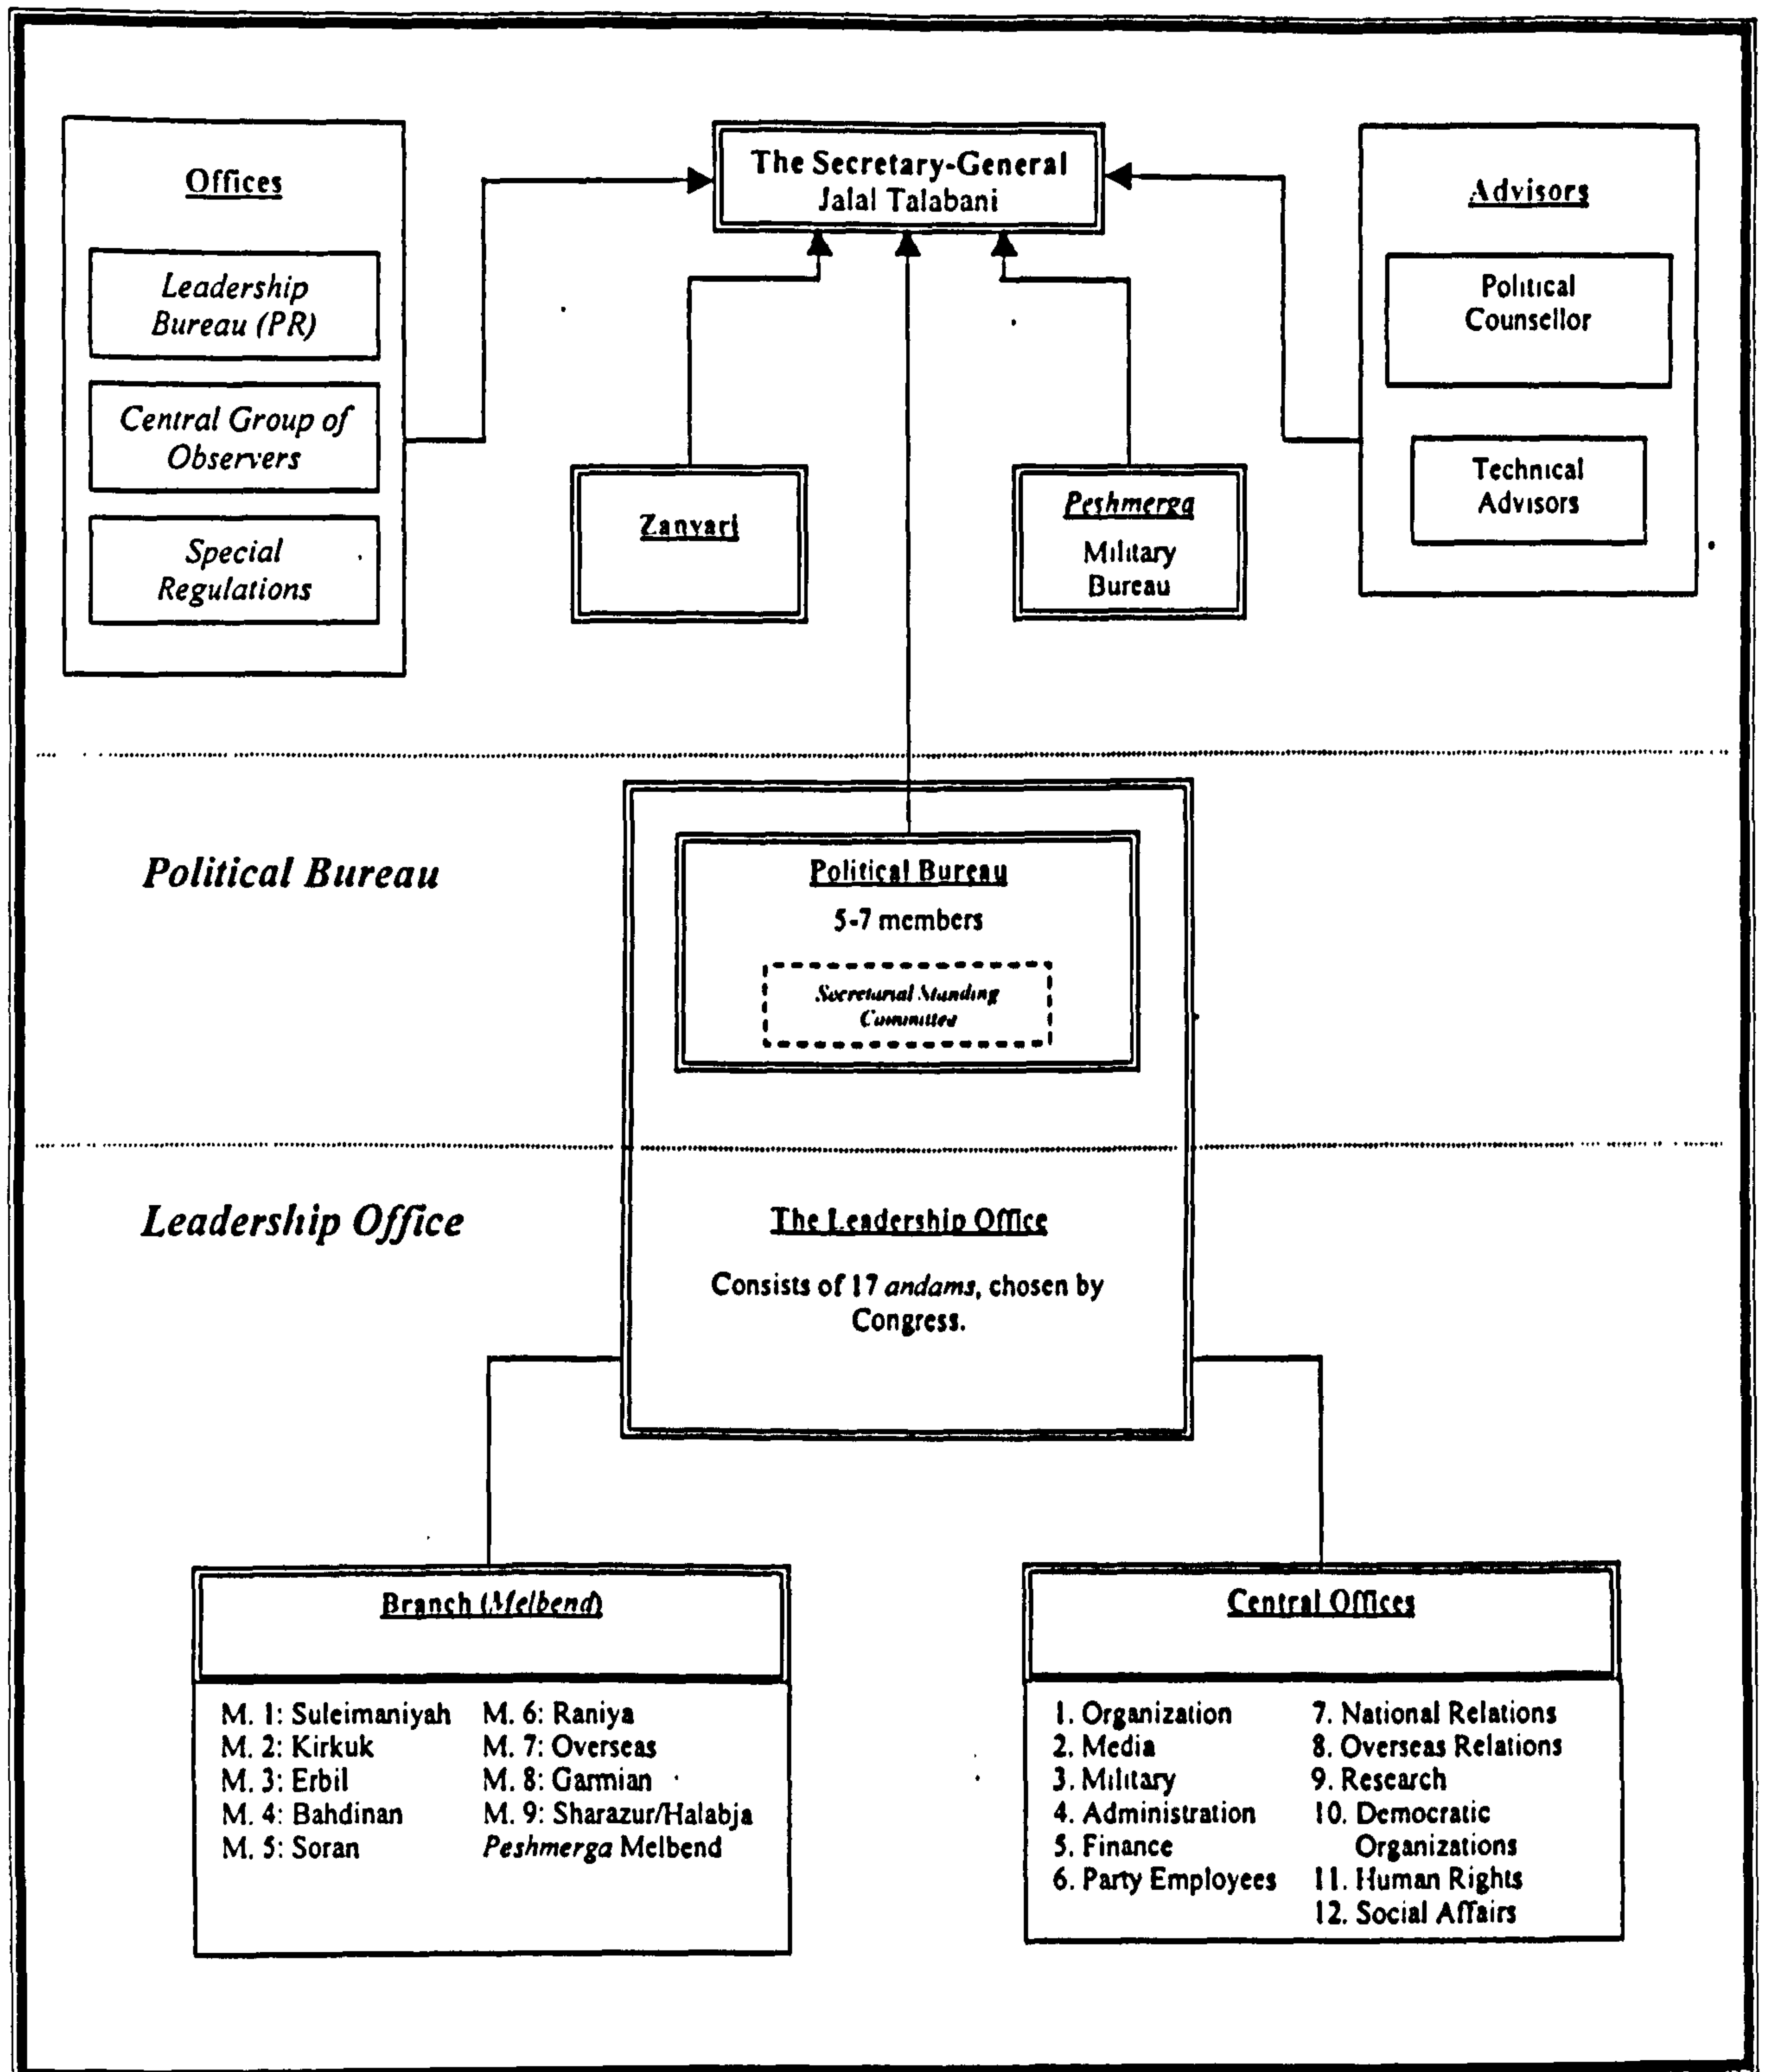 Offices
Leadership
Bureau (PR)
Central Group of
Observers
Special
Regulations
The Secretary-General
Jalal Talabani
Zanyari
Peshmerga
Military
Bureau
Advisors
Political
Counsellor
Technical
Advisors
Political Bureau
Political Bureau
5-7 members
Secretarial Standing
Committee
Leadership Office
The Leadership Office
Consists of 17 andams, chosen by
Congress.
Branch (Melbend)
M. 1: Suleimaniyah
M. 2: Kirkuk
M. 3: Erbil
M. 4: Bahdinan
M. 5: Soran
M. 6: Raniya
M. 7: Overseas
M. 8: Garmian
M. 9: Sharazur/Halabja
Peshmerga Melbend
Central Offices
1. Organization
2. Media
3. Military
4. Administration
5. Finance
6. Party Employees
7. National Relations
8. Overseas Relations
9. Research
10. Democratic
Organizations
11. Human Rights
12. Social Affairs